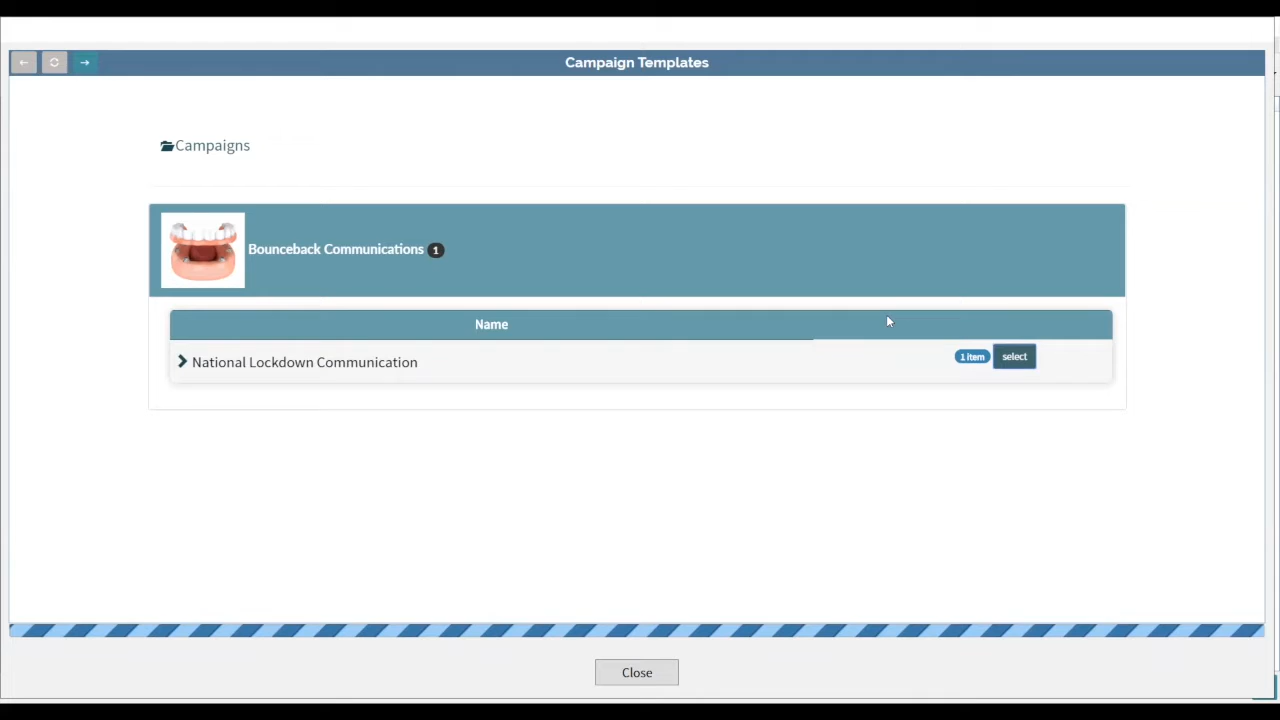 Campaign Templates
Campaigns
Bounceback Communications 1
Name
National Lockdown Communication 1 item select
Close